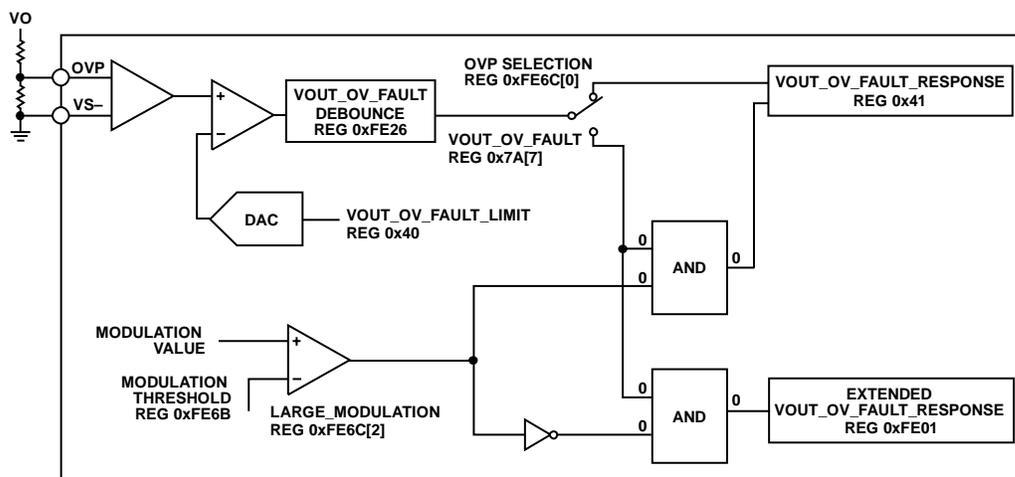 VO
OVP
VS–
+
–
VOUT_OV_FAULT
DEBOUNCE
REG 0xFE26
OVP SELECTION
REG 0xFE6C[0]
VOUT_OV_FAULT
REG 0x7A[7]
VOUT_OV_FAULT_RESPONSE
REG 0x41
DAC
VOUT_OV_FAULT_LIMIT
REG 0x40
0
0
AND
0
MODULATION
VALUE
+
–
MODULATION
THRESHOLD
REG 0xFE6B
LARGE_MODULATION
REG 0xFE6C[2]
0
0
AND
0
EXTENDED
VOUT_OV_FAULT_RESPONSE
REG 0xFE01